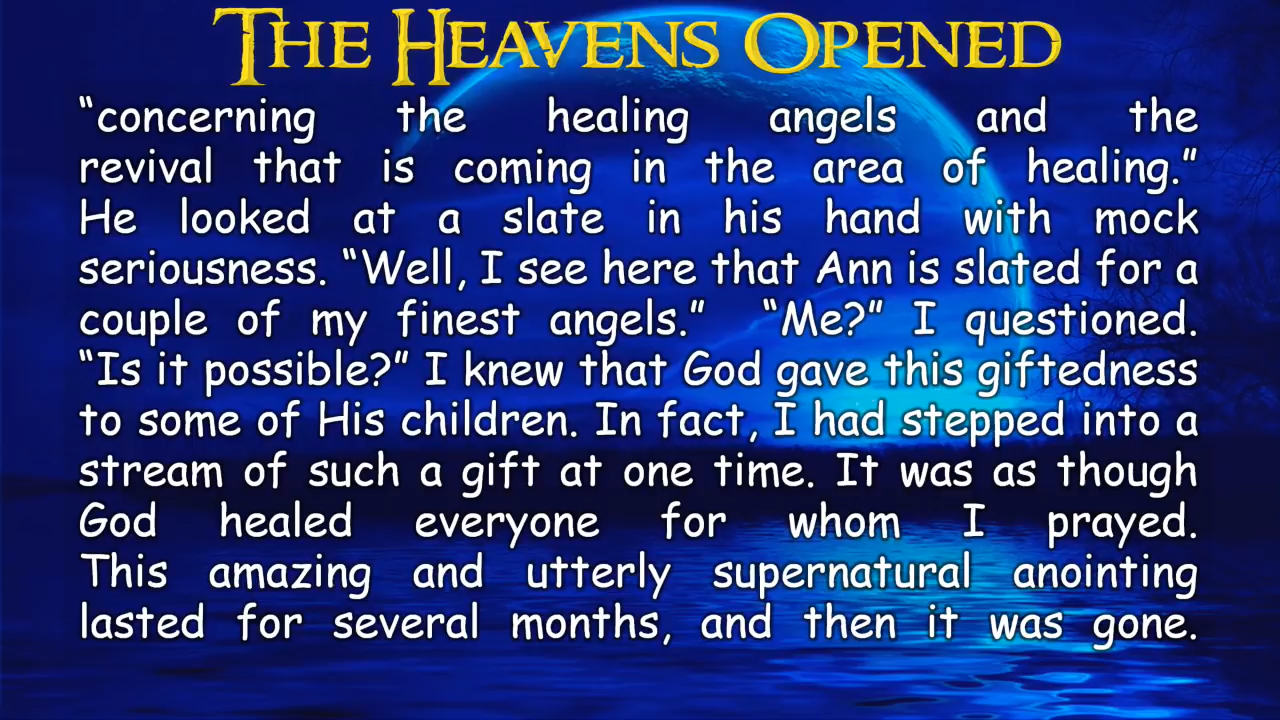 THE HEAVENS OPENED
“concerning the healing angels and the
revival that is coming in the area of healing.”
He looked at a slate in his hand with mock
seriousness. “Well, I see here that Ann is slated for a
couple of my finest angels.” “Me?” I questioned.
“Is it possible?” I knew that God gave this giftedness
to some of His children. In fact, I had stepped into a
stream of such a gift at one time. It was as though
God healed everyone for whom I prayed.
This amazing and utterly supernatural anointing
lasted for several months, and then it was gone.